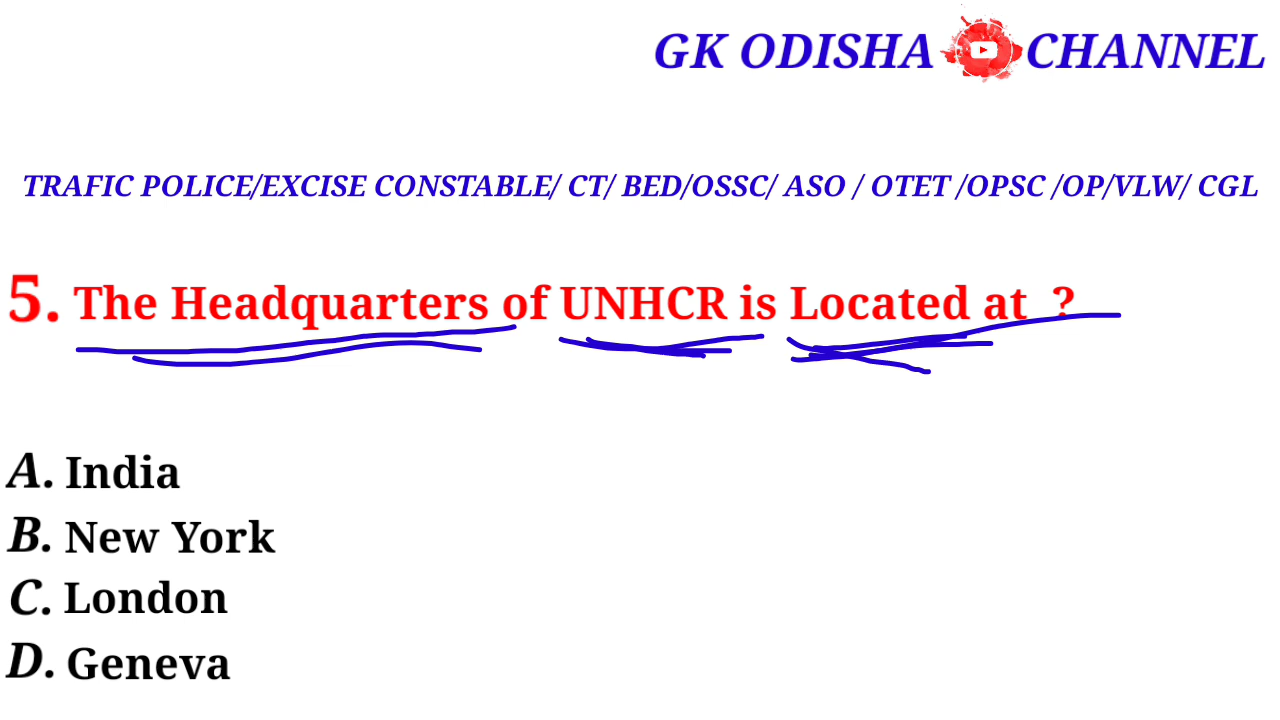 GK ODISHA CHANNEL
TRAFIC POLICE/EXCISE CONSTABLE/ CT/ BED/OSSC/ ASO / OTET /OPSC /OP/VLW/ CGL
5. The Headquarters of UNHCR is Located at ?
A. India
B. New York
C. London
D. Geneva